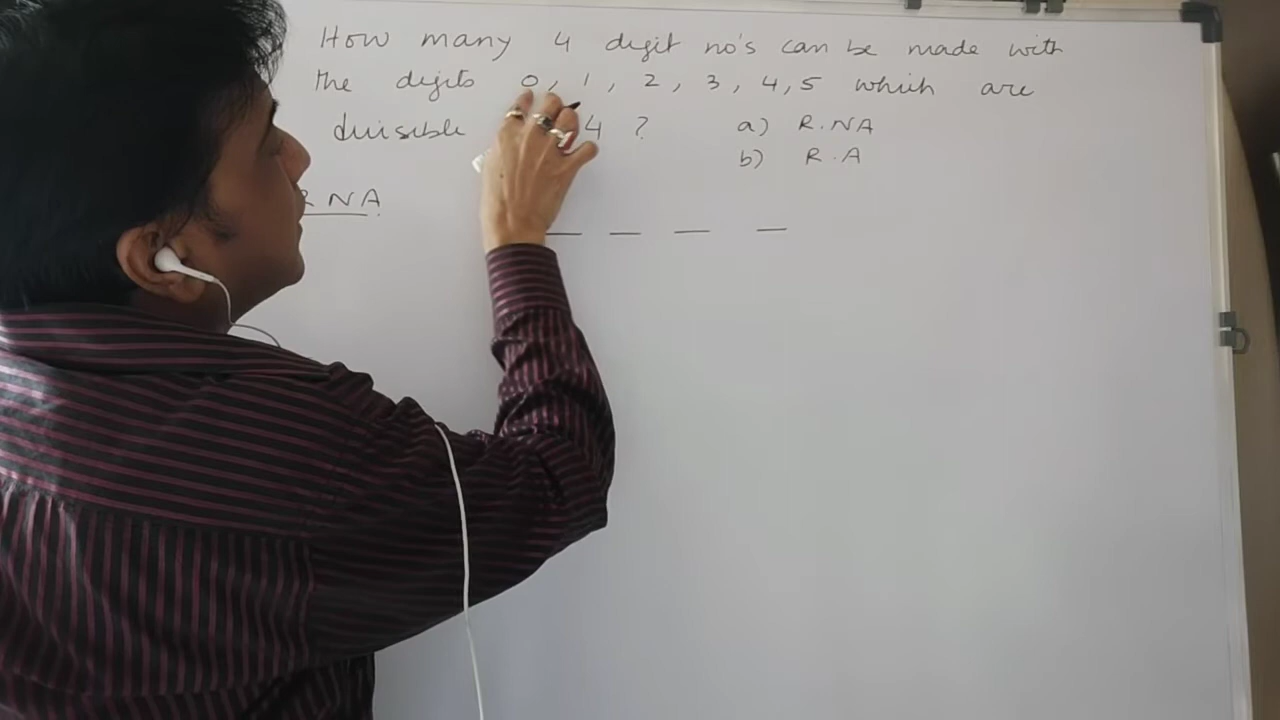 How many 4 digit no's can be made with
the digits 0, 1, 2, 3, 4, 5 which are
divisible 4 ?
a) R.NA
b) R.A
R NA